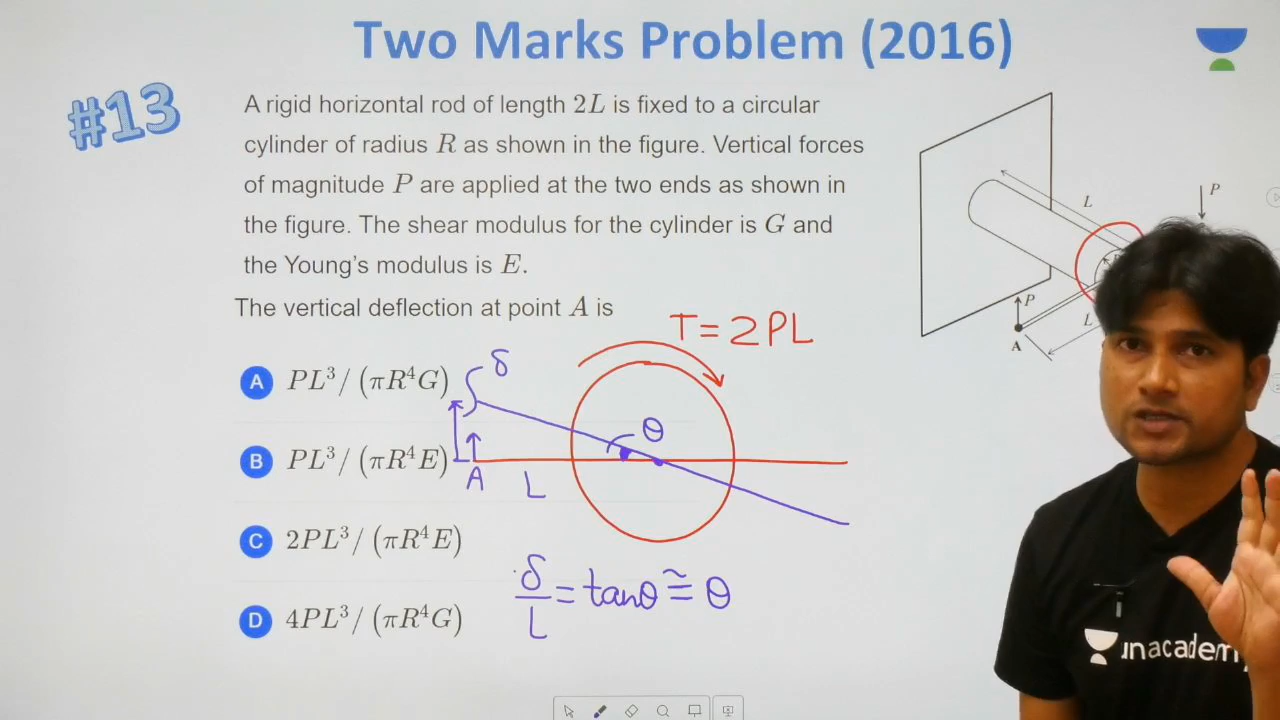 Two Marks Problem (2016)
#13
A rigid horizontal rod of length 2L is fixed to a circular
cylinder of radius R as shown in the figure. Vertical forces
of magnitude P are applied at the two ends as shown in
the figure. The shear modulus for the cylinder is G and
the Young's modulus is E.
The vertical deflection at point A is
A PL³/(πR⁴G)
B PL³/(πR⁴E)
C 2PL³/(πR⁴E)
D 4PL³/(πR⁴G)
T = 2PL
δ
θ
A
L
δ/L = tanθ ≅ θ
L
P
P
L
A
unacademy